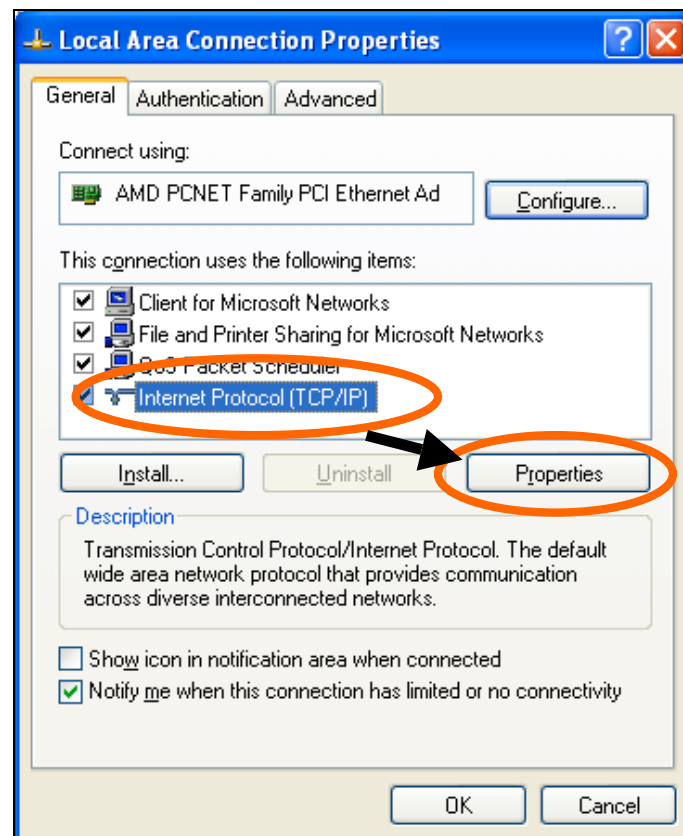 Local Area Connection Properties
General Authentication Advanced
Connect using:
AMD PCNET Family PCI Ethernet Ad
Configure...
This connection uses the following items:
Client for Microsoft Networks
File and Printer Sharing for Microsoft Networks
QoS Packet Scheduler
Internet Protocol (TCP/IP)
Install... Uninstall Properties
Description
Transmission Control Protocol/Internet Protocol. The default
wide area network protocol that provides communication
across diverse interconnected networks.
Show icon in notification area when connected
Notify me when this connection has limited or no connectivity
OK Cancel